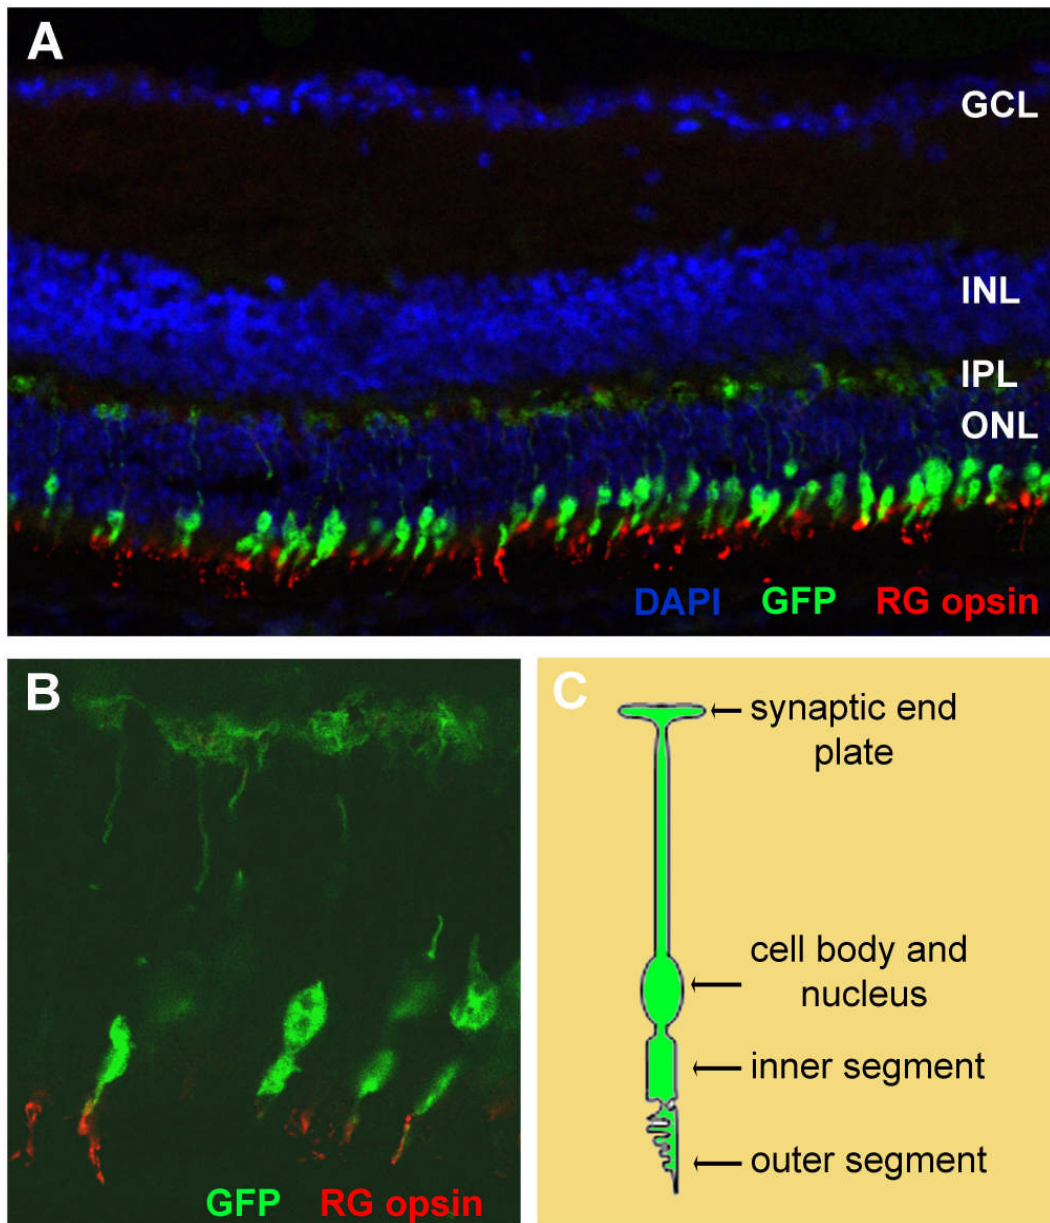 A
GCL
INL
IPL
ONL
DAPI GFP RG opsin
B
GFP RG opsin
C
synaptic end
plate
cell body and
nucleus
inner segment
outer segment